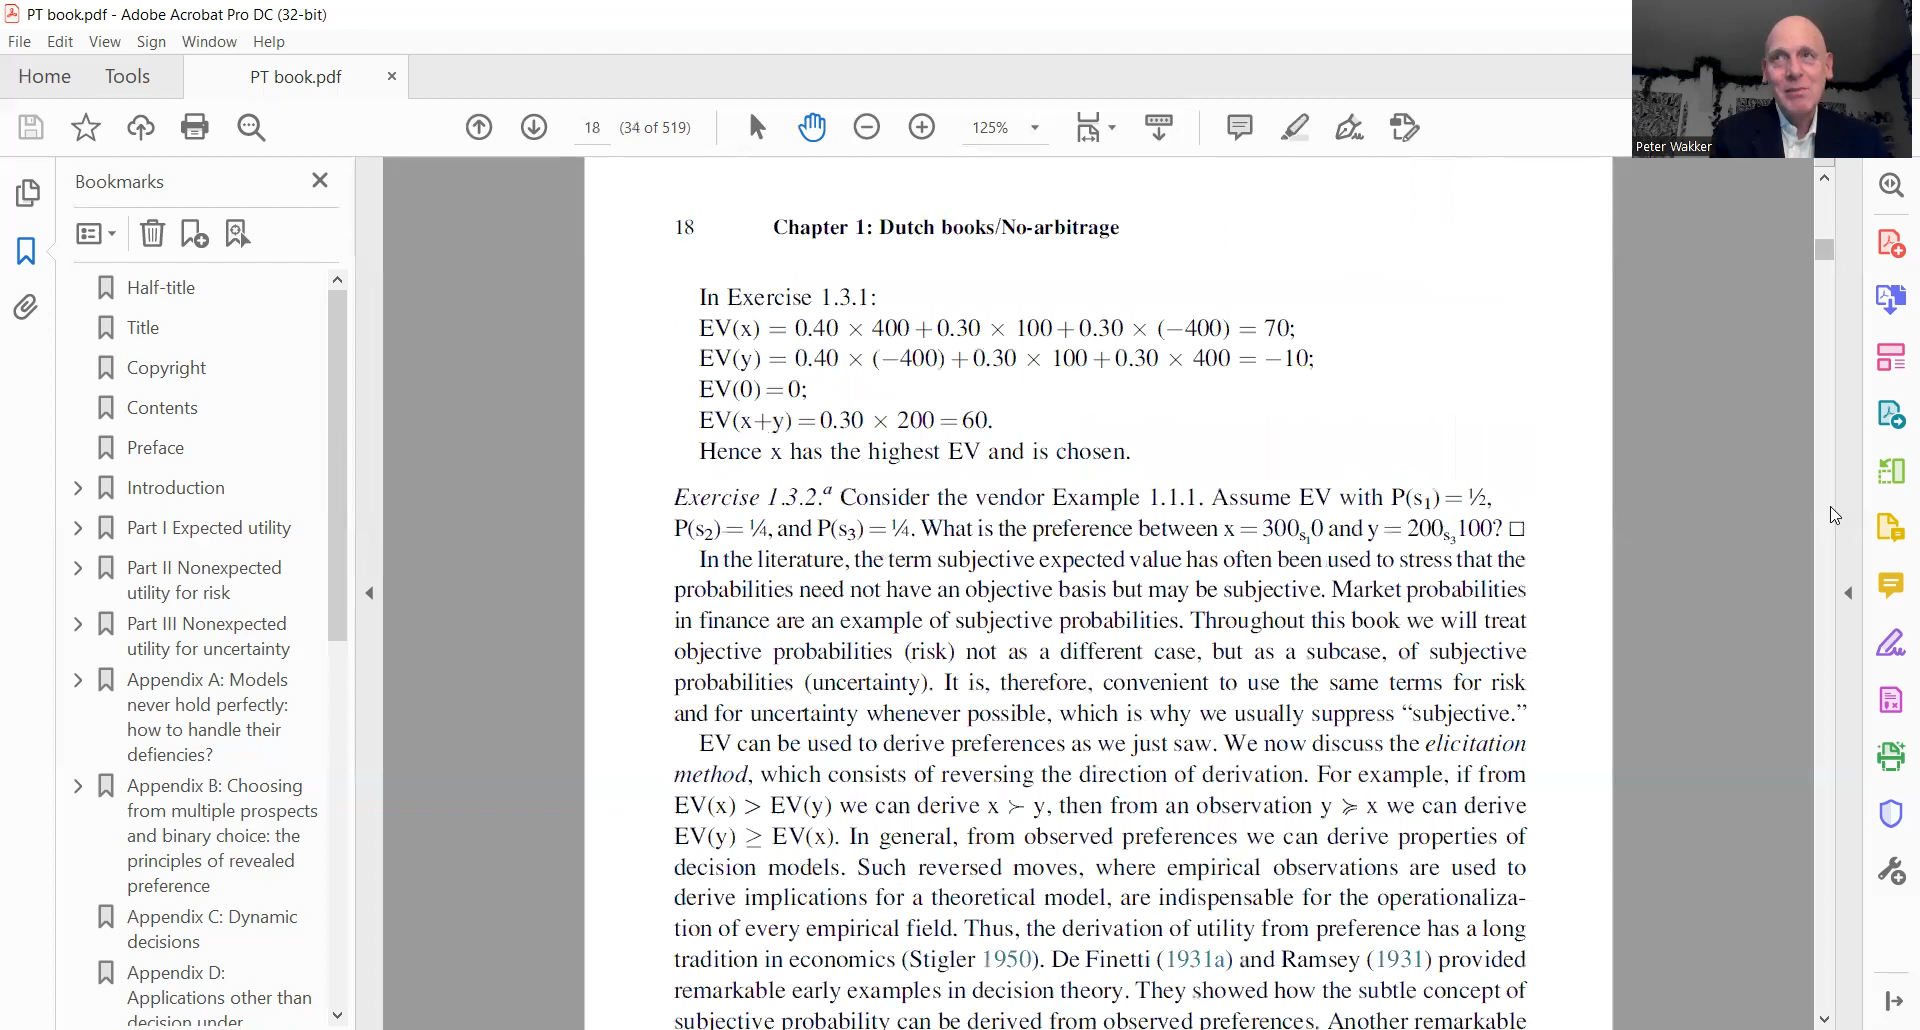 PT book.pdf - Adobe Acrobat Pro DC (32-bit)
File Edit View Sign Window Help
Home Tools PT book.pdf ×
18 (34 of 519) 125%
Peter Wakker
Bookmarks
Half-title
Title
Copyright
Contents
Preface
Introduction
Part I Expected utility
Part II Nonexpected
utility for risk
Part III Nonexpected
utility for uncertainty
Appendix A: Models
never hold perfectly:
how to handle their
defiencies?
Appendix B: Choosing
from multiple prospects
and binary choice: the
principles of revealed
preference
Appendix C: Dynamic
decisions
Appendix D:
Applications other than
decision under
18 Chapter 1: Dutch books/No-arbitrage
In Exercise 1.3.1:
EV(x) = 0.40 × 400 + 0.30 × 100 + 0.30 × (−400) = 70;
EV(y) = 0.40 × (−400) + 0.30 × 100 + 0.30 × 400 = −10;
EV(0) = 0;
EV(x+y) = 0.30 × 200 = 60.
Hence x has the highest EV and is chosen.
Exercise 1.3.2.ᵃ Consider the vendor Example 1.1.1. Assume EV with P(s₁) = ½,
P(s₂) = ¼, and P(s₃) = ¼. What is the preference between x = 300s₁0 and y = 200s₃100? □
In the literature, the term subjective expected value has often been used to stress that the
probabilities need not have an objective basis but may be subjective. Market probabilities
in finance are an example of subjective probabilities. Throughout this book we will treat
objective probabilities (risk) not as a different case, but as a subcase, of subjective
probabilities (uncertainty). It is, therefore, convenient to use the same terms for risk
and for uncertainty whenever possible, which is why we usually suppress “subjective.”
EV can be used to derive preferences as we just saw. We now discuss the elicitation
method, which consists of reversing the direction of derivation. For example, if from
EV(x) > EV(y) we can derive x ≻ y, then from an observation y ≽ x we can derive
EV(y) ≥ EV(x). In general, from observed preferences we can derive properties of
decision models. Such reversed moves, where empirical observations are used to
derive implications for a theoretical model, are indispensable for the operationaliza-
tion of every empirical field. Thus, the derivation of utility from preference has a long
tradition in economics (Stigler 1950). De Finetti (1931a) and Ramsey (1931) provided
remarkable early examples in decision theory. They showed how the subtle concept of
subjective probability can be derived from observed preferences. Another remarkable